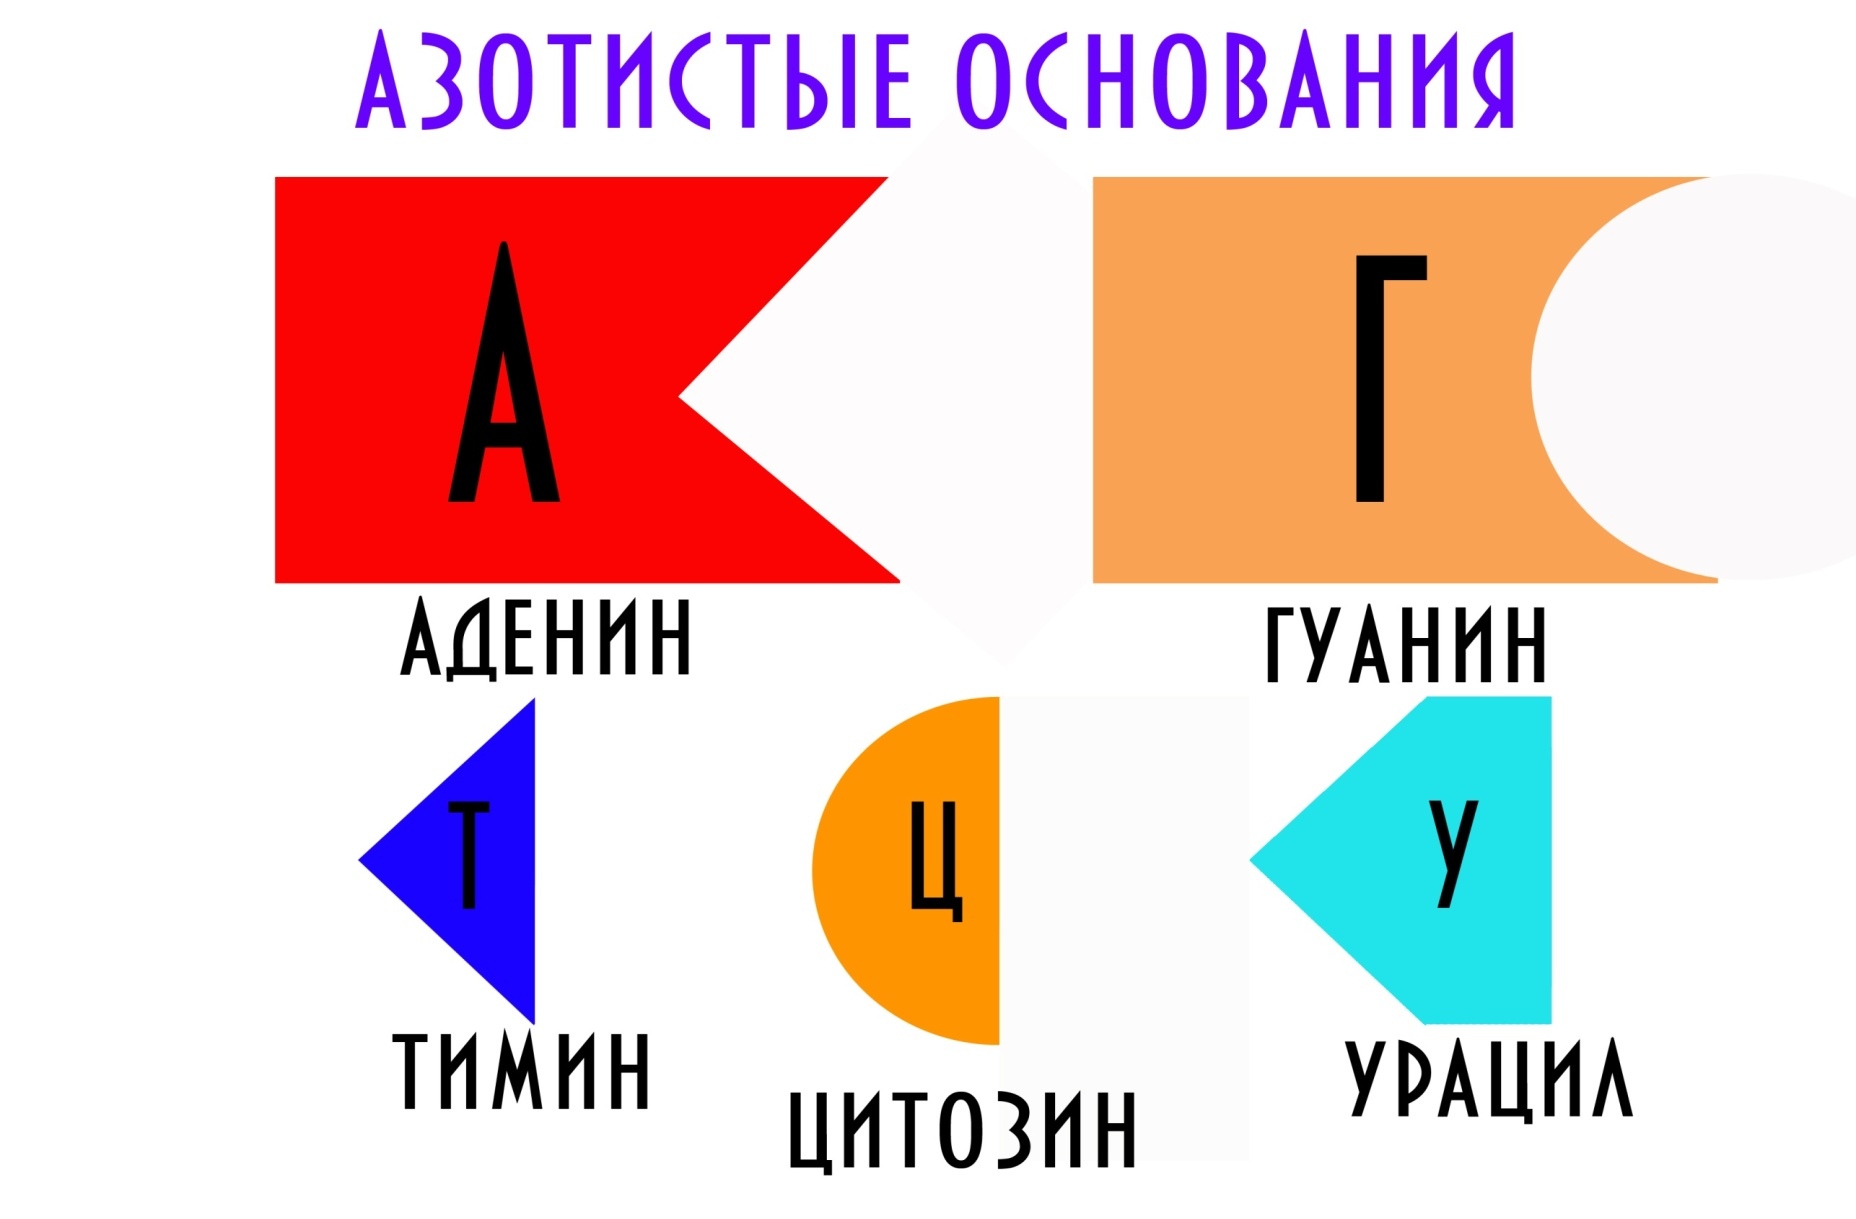 АЗОТИСТЫЕ ОСНОВАНИЯ
А
Г
АДЕНИН
ГУАНИН
Т
Ц
У
ТИМИН
ЦИТОЗИН
УРАЦИЛ